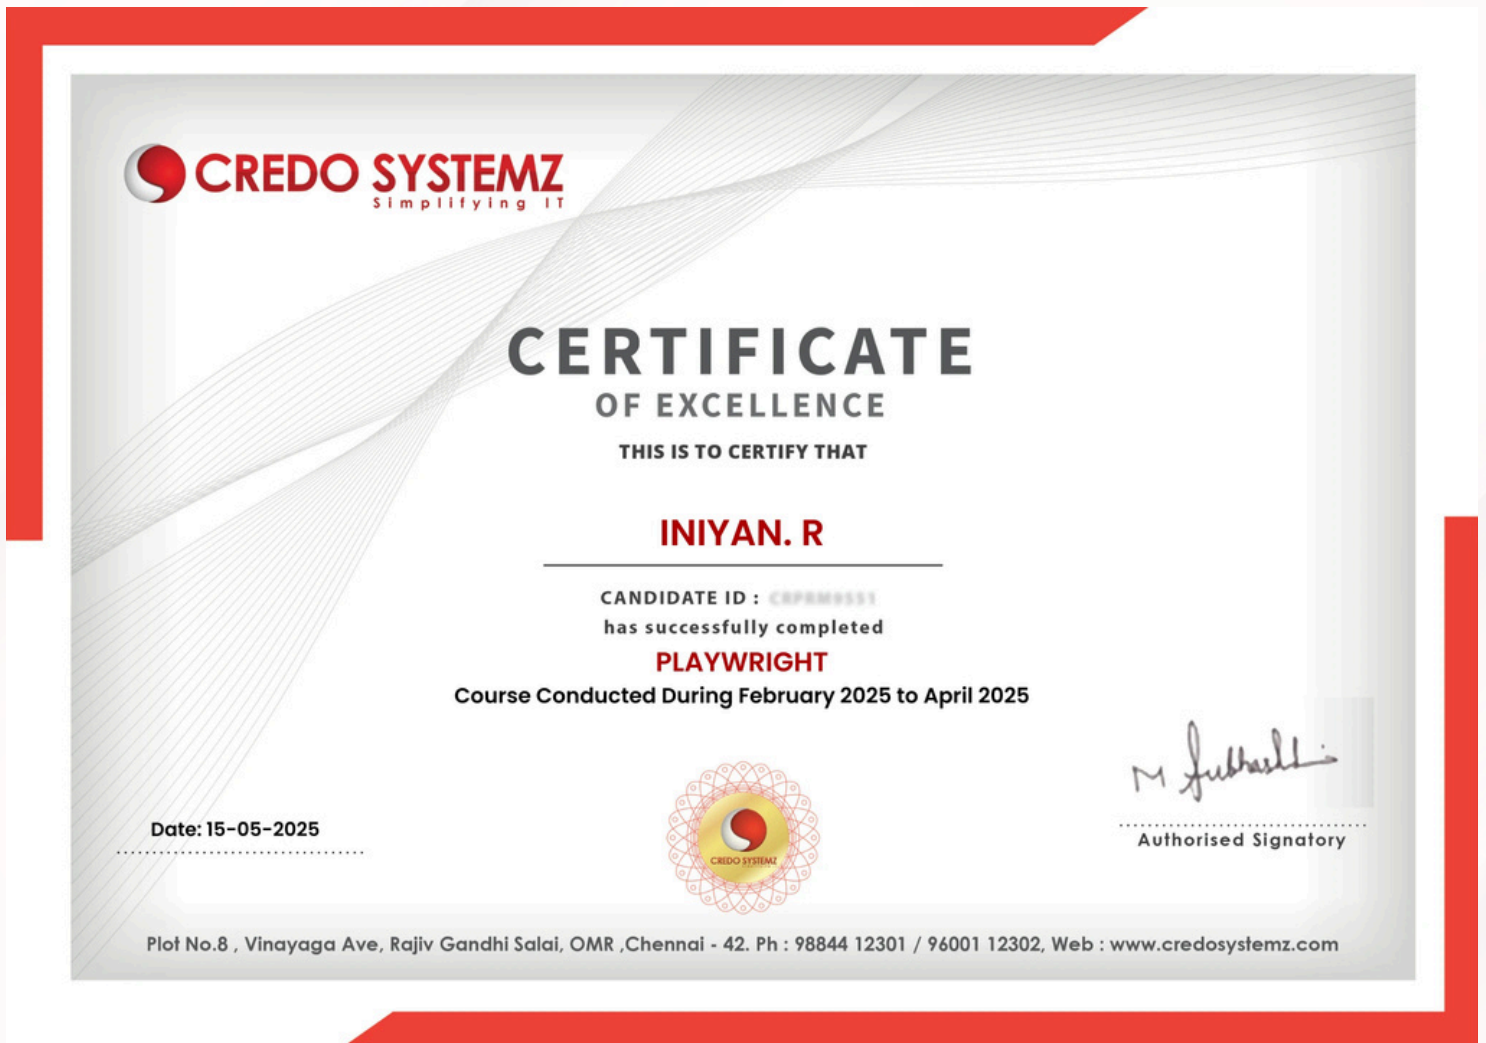 CREDO SYSTEMZ
Simplifying IT
CERTIFICATE
OF EXCELLENCE
THIS IS TO CERTIFY THAT
INIYAN. R
CANDIDATE ID :
has successfully completed
PLAYWRIGHT
Course Conducted During February 2025 to April 2025
Date: 15-05-2025
CREDO SYSTEMZ
Authorised Signatory
Plot No.8 , Vinayaga Ave, Rajiv Gandhi Salai, OMR ,Chennai - 42. Ph : 98844 12301 / 96001 12302, Web : www.credosystemz.com